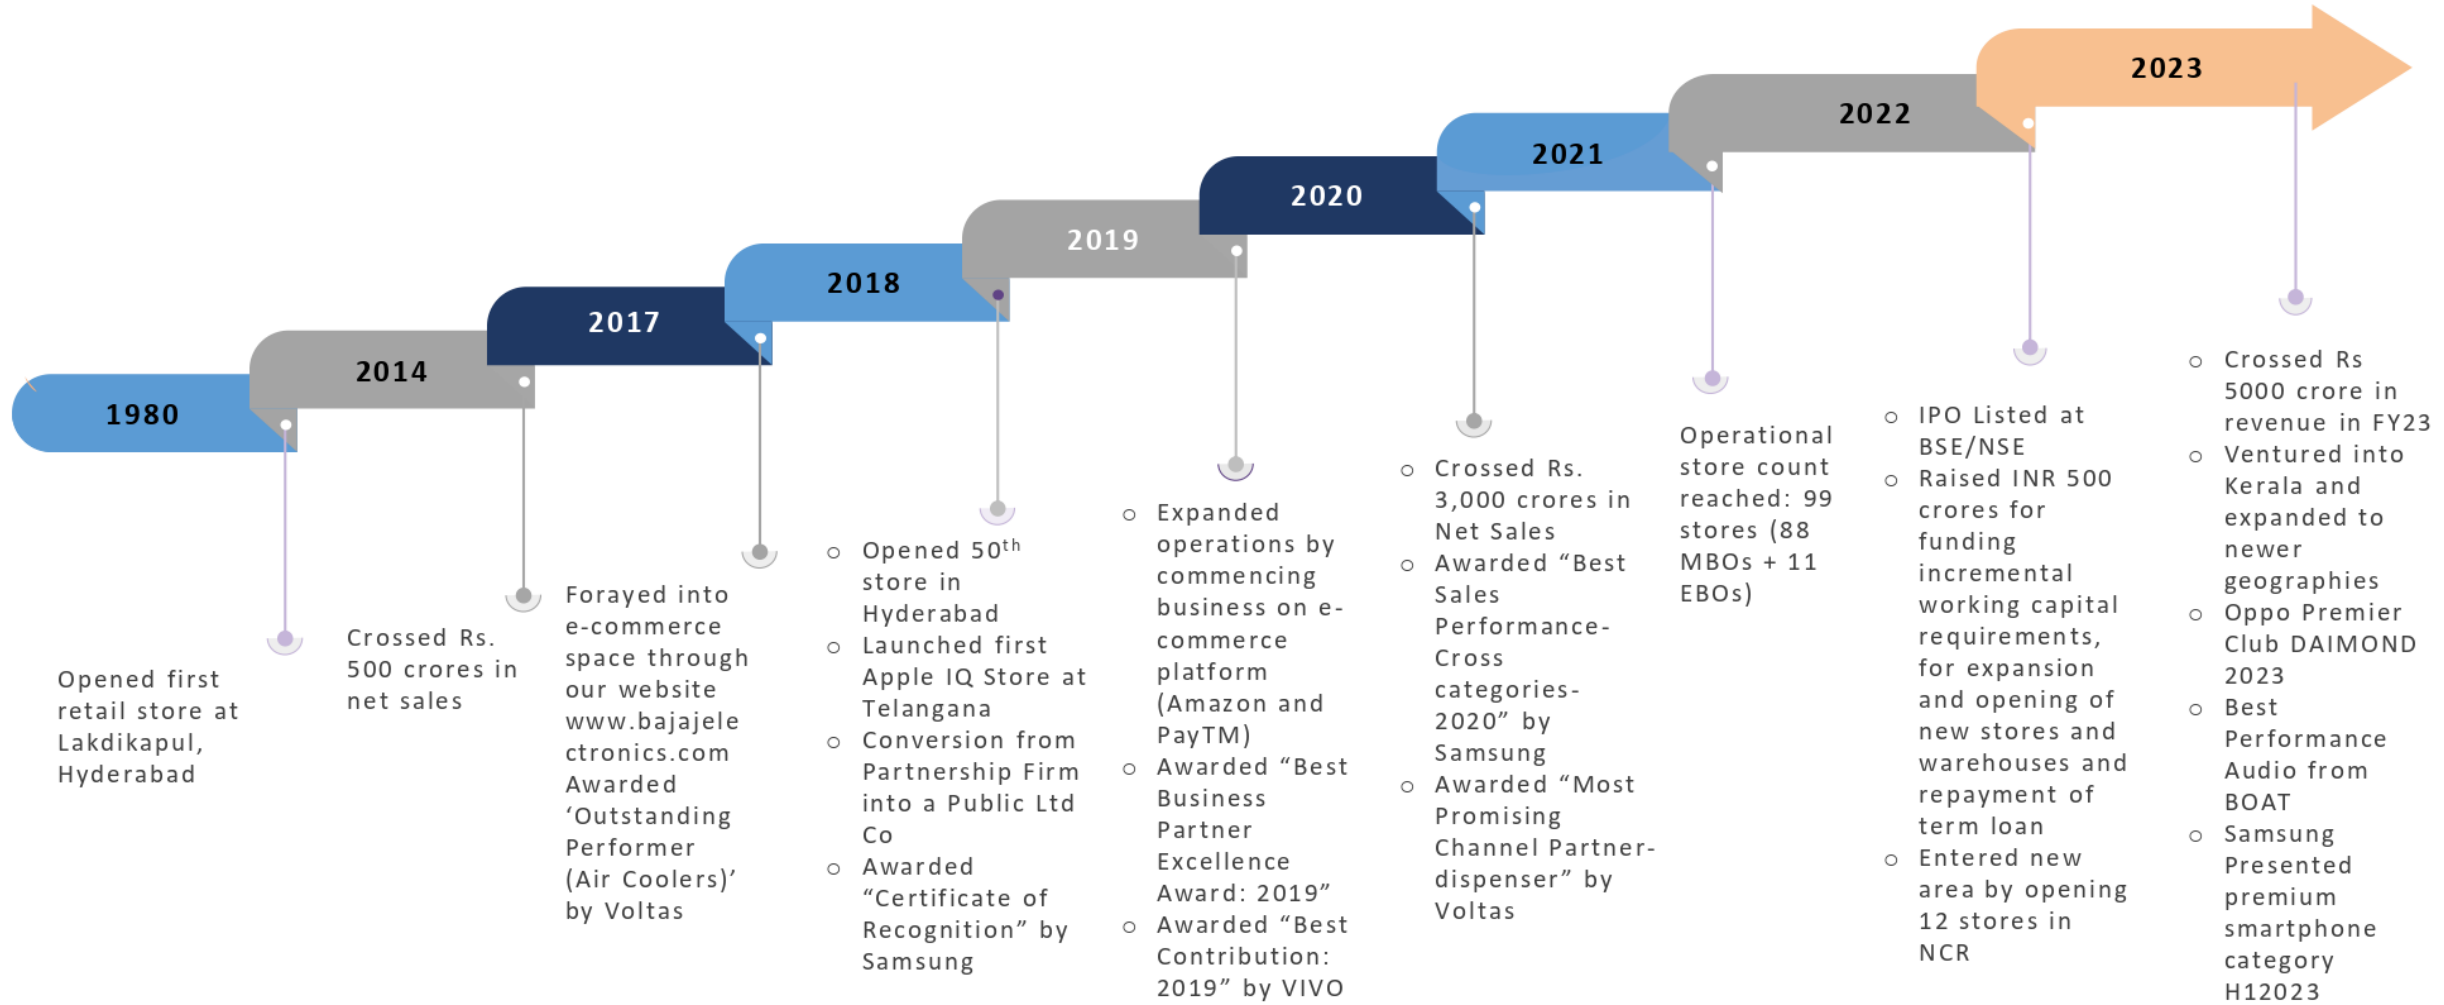 1980
Opened first
retail store at
Lakdikapul,
Hyderabad
2014
Crossed Rs.
500 crores in
net sales
2017
Forayed into
e-commerce
space through
our website
www.bajajele
ctronics.com
Awarded
‘Outstanding
Performer
(Air Coolers)’
by Voltas
2018
o Opened 50th
store in
Hyderabad
o Launched first
Apple IQ Store at
Telangana
o Conversion from
Partnership Firm
into a Public Ltd
Co
o Awarded
“Certificate of
Recognition” by
Samsung
2019
o Expanded
operations by
commencing
business on e-
commerce
platform
(Amazon and
PayTM)
o Awarded “Best
Business
Partner
Excellence
Award: 2019”
o Awarded “Best
Contribution:
2019” by VIVO
2020
o Crossed Rs.
3,000 crores in
Net Sales
o Awarded “Best
Sales
Performance-
Cross
categories-
2020” by
Samsung
o Awarded “Most
Promising
Channel Partner-
dispenser” by
Voltas
2021
Operational
store count
reached: 99
stores (88
MBOs + 11
EBOs)
2022
o IPO Listed at
BSE/NSE
o Raised INR 500
crores for
funding
incremental
working capital
requirements,
for expansion
and opening of
new stores and
warehouses and
repayment of
term loan
o Entered new
area by opening
12 stores in
NCR
2023
o Crossed Rs
5000 crore in
revenue in FY23
o Ventured into
Kerala and
expanded to
newer
geographies
o Oppo Premier
Club DAIMOND
2023
o Best
Performance
Audio from
BOAT
o Samsung
Presented
premium
smartphone
category
H12023